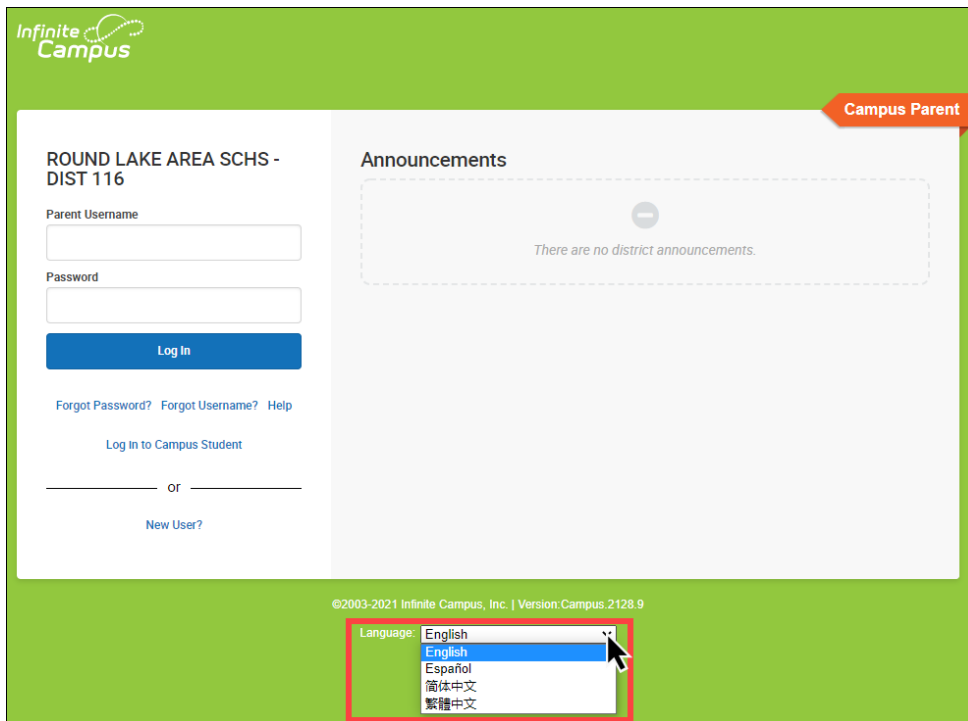 Infinite
Campus
Campus Parent
ROUND LAKE AREA SCHS -
DIST 116
Parent Username
Password
Log In
Forgot Password? Forgot Username? Help
Log In to Campus Student
or
New User?
Announcements
There are no district announcements.
©2003-2021 Infinite Campus, Inc. | Version:Campus.2128.9
Language: English
English
Español
简体中文
繁體中文